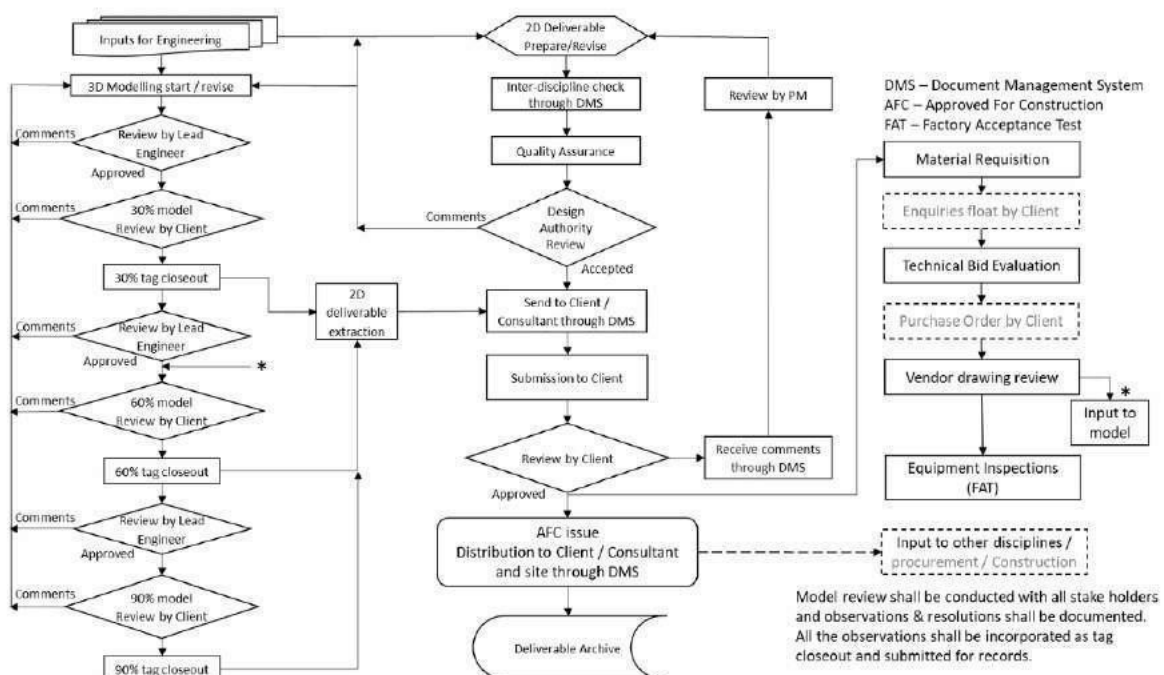 Inputs for Engineering
3D Modelling start / revise
Comments
Review by Lead
Engineer
Approved
Comments
30% model
Review by Client
30% tag closeout
Comments
Review by Lead
Engineer
Approved
*
Comments
60% model
Review by Client
60% tag closeout
Comments
Review by Lead
Engineer
Approved
Comments
90% model
Review by Client
90% tag closeout
2D
deliverable
extraction
2D Deliverable
Prepare/Revise
Inter-discipline check
through DMS
Quality Assurance
Comments
Design
Authority
Review
Accepted
Send to Client /
Consultant through DMS
Submission to Client
Review by Client
Approved
AFC issue
Distribution to Client / Consultant
and site through DMS
Deliverable Archive
Review by PM
Receive comments
through DMS
DMS – Document Management System
AFC – Approved For Construction
FAT – Factory Acceptance Test
Material Requisition
Enquiries float by Client
Technical Bid Evaluation
Purchase Order by Client
Vendor drawing review
*
Input to
model
Equipment Inspections
(FAT)
Input to other disciplines /
procurement / Construction
Model review shall be conducted with all stake holders
and observations & resolutions shall be documented.
All the observations shall be incorporated as tag
closeout and submitted for records.